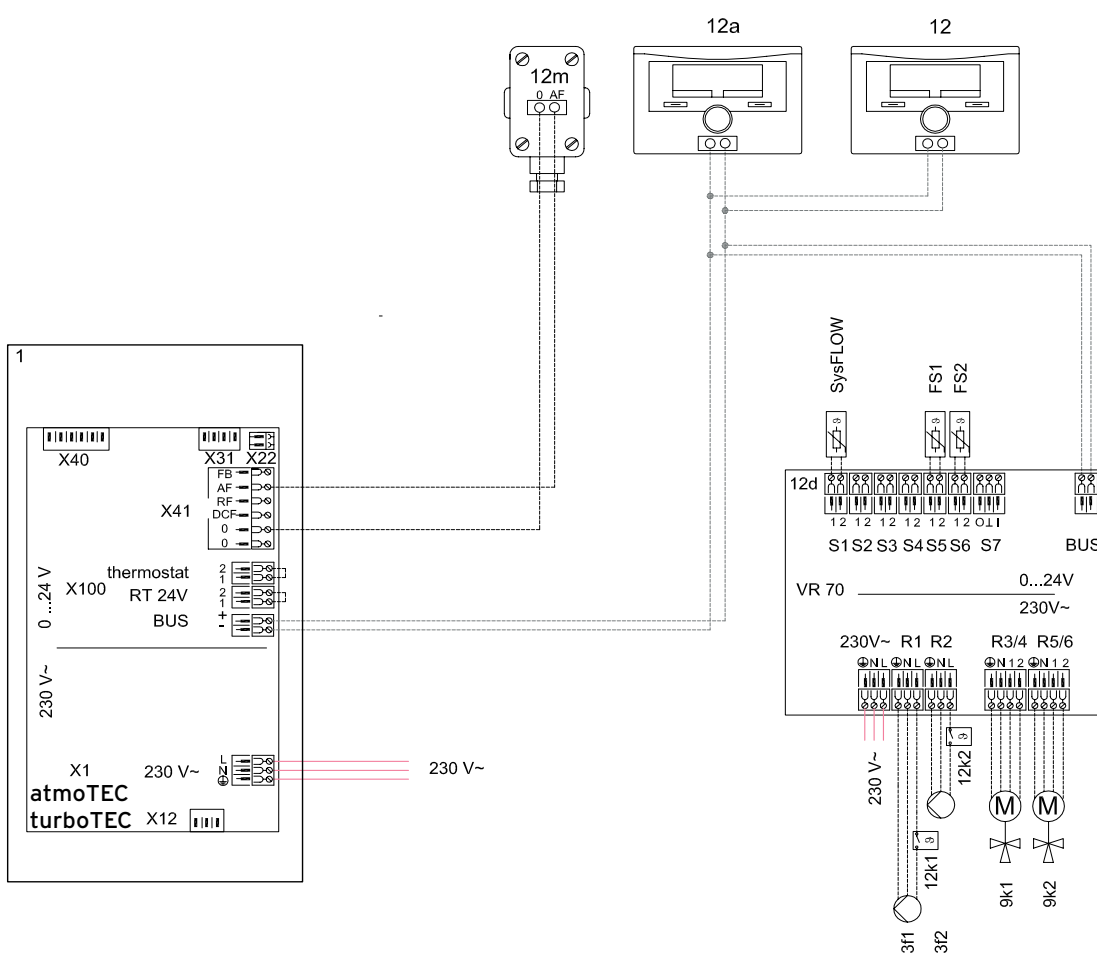 12a
12
12m
0 AF
1
X40
X31 X22
FB
AF
RF
DCF
0
0
X41
0...24 V
X100
thermostat
2
1
RT 24V
2
1
BUS
+
-
230 V~
X1
230 V~
L
N
230 V~
atmoTEC
turboTEC
X12
SysFLOW
FS1
FS2
12d
1 2 1 2 1 2 1 2 1 2 1 2 O T I
S1 S2 S3 S4 S5 S6 S7
BUS
VR 70
0...24V
230V~
230V~ R1 R2 R3/4 R5/6
N L N L N L N 1 2 N 1 2
230 V~
12k2
12k1
M
M
9k1
9k2
3f1
3f2